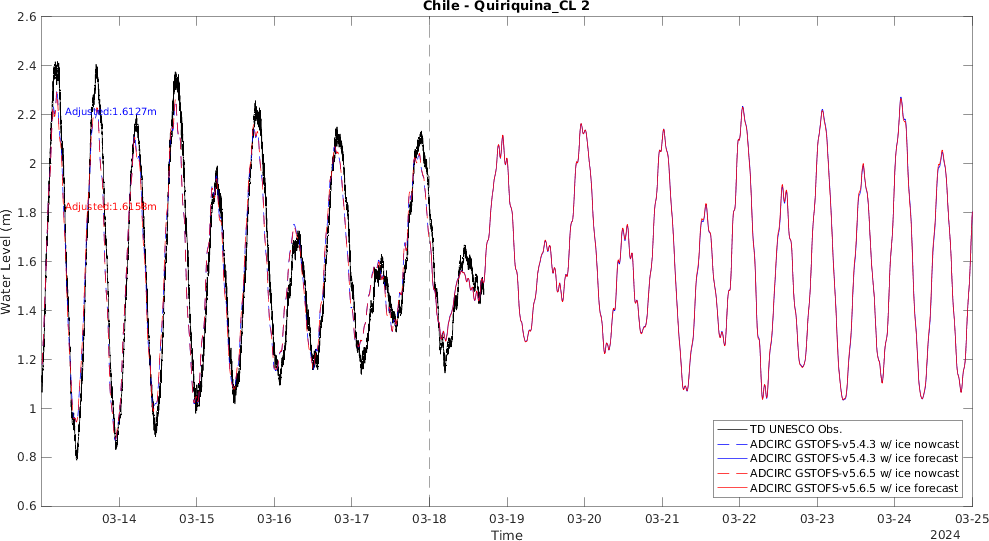 Chile - Quiriquina_CL 2
2.6
2.4
2.2
2
1.8
1.6
1.4
1.2
1
0.8
0.6
Water Level (m)
Adjusted:1.6127m
Adjusted:1.6158m
TD UNESCO Obs.
ADCIRC GSTOFS-v5.4.3 w/ ice nowcast
ADCIRC GSTOFS-v5.4.3 w/ ice forecast
ADCIRC GSTOFS-v5.6.5 w/ ice nowcast
ADCIRC GSTOFS-v5.6.5 w/ ice forecast
03-14 03-15 03-16 03-17 03-18 03-19 03-20 03-21 03-22 03-23 03-24 03-25
Time
2024